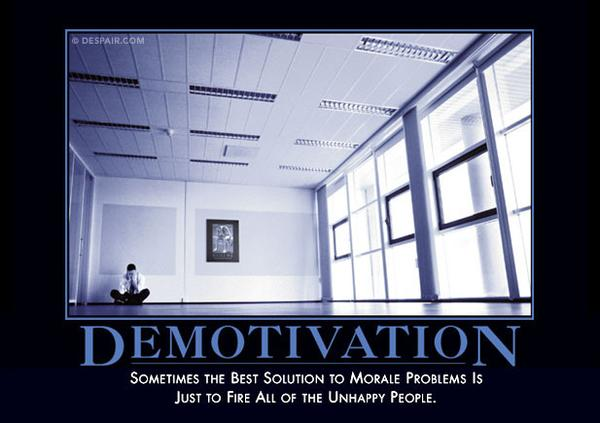 © DESPAIR.COM
DEMOTIVATION
SOMETIMES THE BEST SOLUTION TO MORALE PROBLEMS IS
JUST TO FIRE ALL OF THE UNHAPPY PEOPLE.